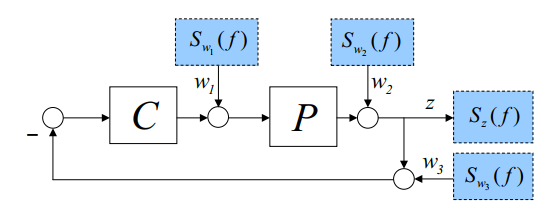 S_{w_1}(f)
S_{w_2}(f)
w_1
w_2
z
C
P
S_z(f)
–
w_3
S_{w_3}(f)